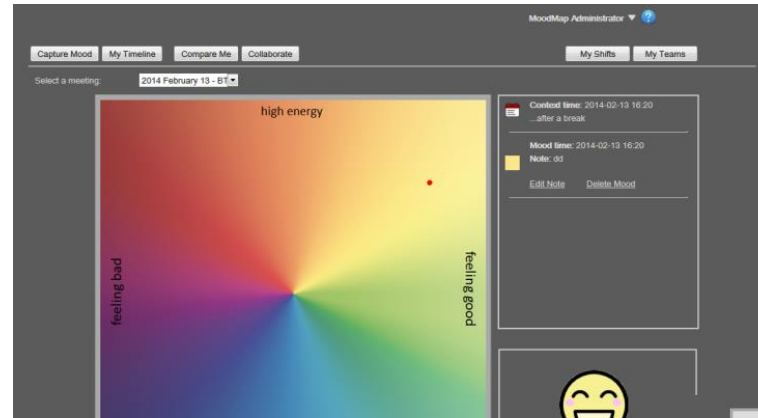 MoodMap Administrator
Capture Mood My Timeline Compare Me Collaborate My Shifts My Teams
Select a meeting: 2014 February 13 - BT
high energy
feeling bad
feeling good
Context time: 2014-02-13 16:20
...after a break
Mood time: 2014-02-13 16:20
Note: dd
Edit Note Delete Mood